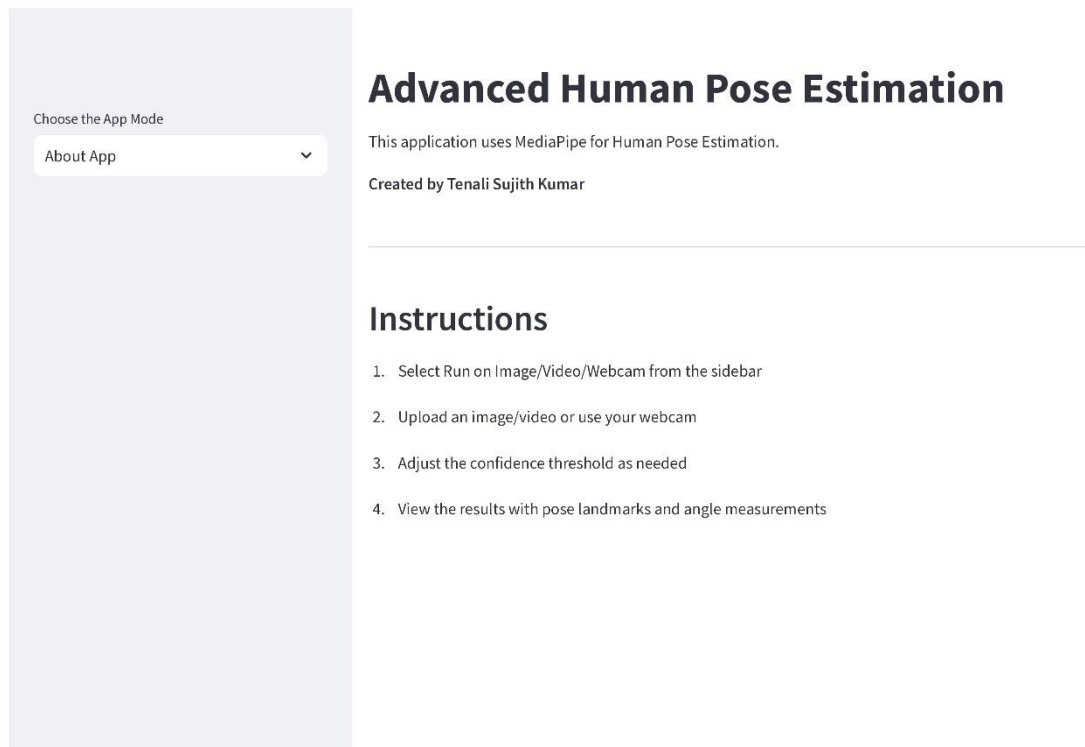 Choose the App Mode
About App
Advanced Human Pose Estimation
This application uses MediaPipe for Human Pose Estimation.
Created by Tenali Sujith Kumar
Instructions
1. Select Run on Image/Video/Webcam from the sidebar
2. Upload an image/video or use your webcam
3. Adjust the confidence threshold as needed
4. View the results with pose landmarks and angle measurements